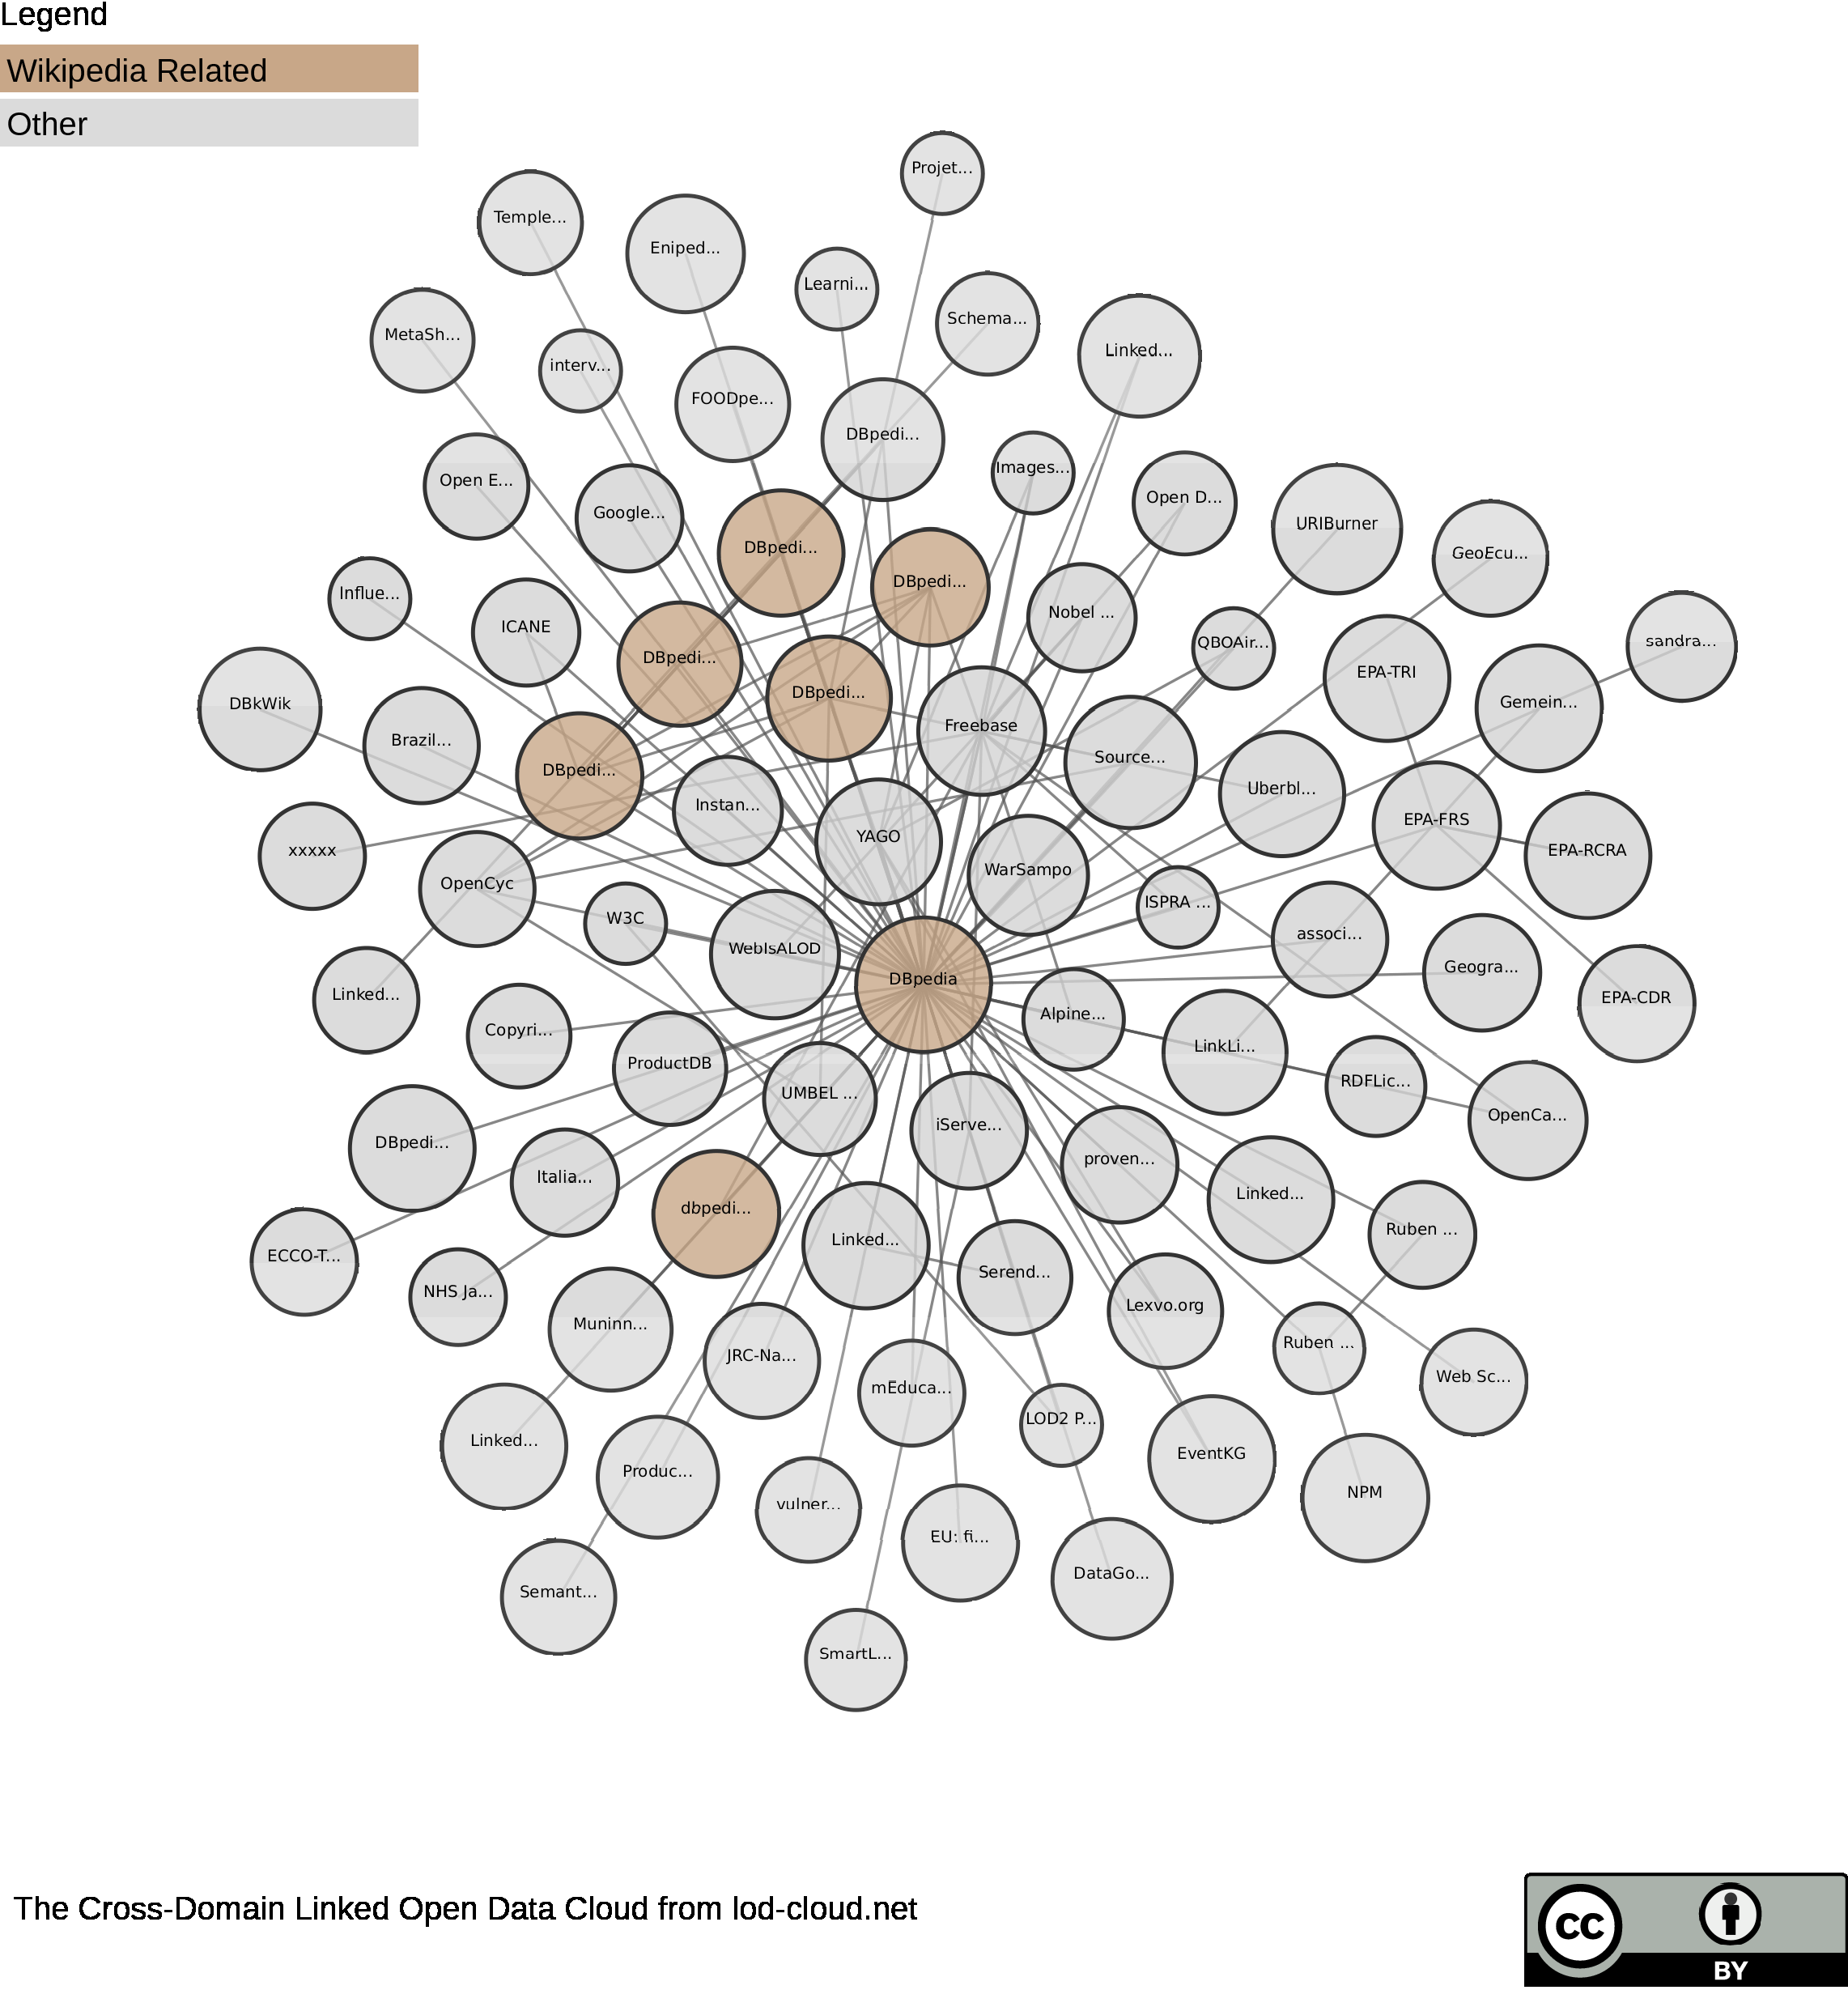 Legend
Wikipedia Related
Other
Projet...
Temple...
Eniped...
Learni...
Schema...
MetaSh...
interv...
Linked...
FOODpe...
DBpedi...
Images...
Open E...
Google...
Open D...
URIBurner
DBpedi...
GeoEcu...
DBpedi...
Influe...
ICANE
Nobel ...
QBOAir...
sandra...
DBpedi...
EPA-TRI
DBkWik
DBpedi...
Gemein...
Brazil...
Freebase
DBpedi...
Source...
Uberbl...
Instan...
xxxxx
YAGO
EPA-FRS
EPA-RCRA
OpenCyc
WarSampo
W3C
ISPRA ...
associ...
WebIsALOD
Linked...
DBpedia
Geogra...
EPA-CDR
Copyri...
Alpine...
LinkLi...
ProductDB
UMBEL ...
RDFLic...
OpenCa...
DBpedi...
iServe...
proven...
Italia...
dbpedi...
Linked...
ECCO-T...
Linked...
Ruben ...
NHS Ja...
Serend...
Lexvo.org
Muninn...
JRC-Na...
Ruben ...
mEduca...
Web Sc...
Linked...
LOD2 P...
Produc...
EventKG
NPM
vulner...
EU: fi...
DataGo...
Semant...
SmartL...
The Cross-Domain Linked Open Data Cloud from lod-cloud.net
cc
BY